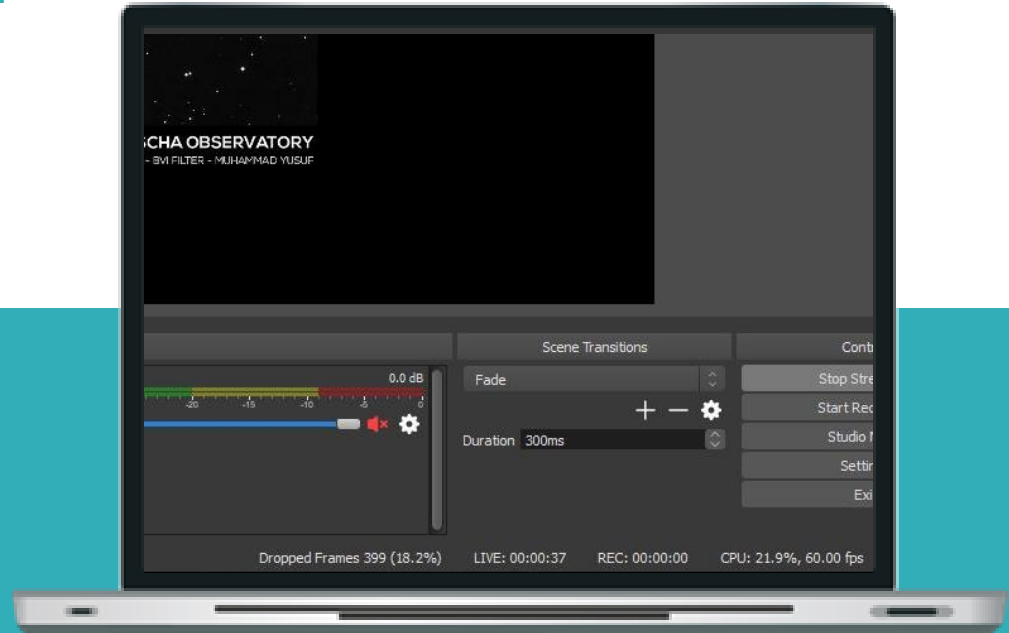 SCHA OBSERVATORY
- BVI FILTER - MUHAMMAD YUSUF
Scene Transitions
Contr
0.0 dB
Fade
Stop Stre
-20 -15 -10 -5 0
Start Rec
Duration 300ms
Studio M
Settin
Exi
Dropped Frames 399 (18.2%) LIVE: 00:00:37 REC: 00:00:00 CPU: 21.9%, 60.00 fps